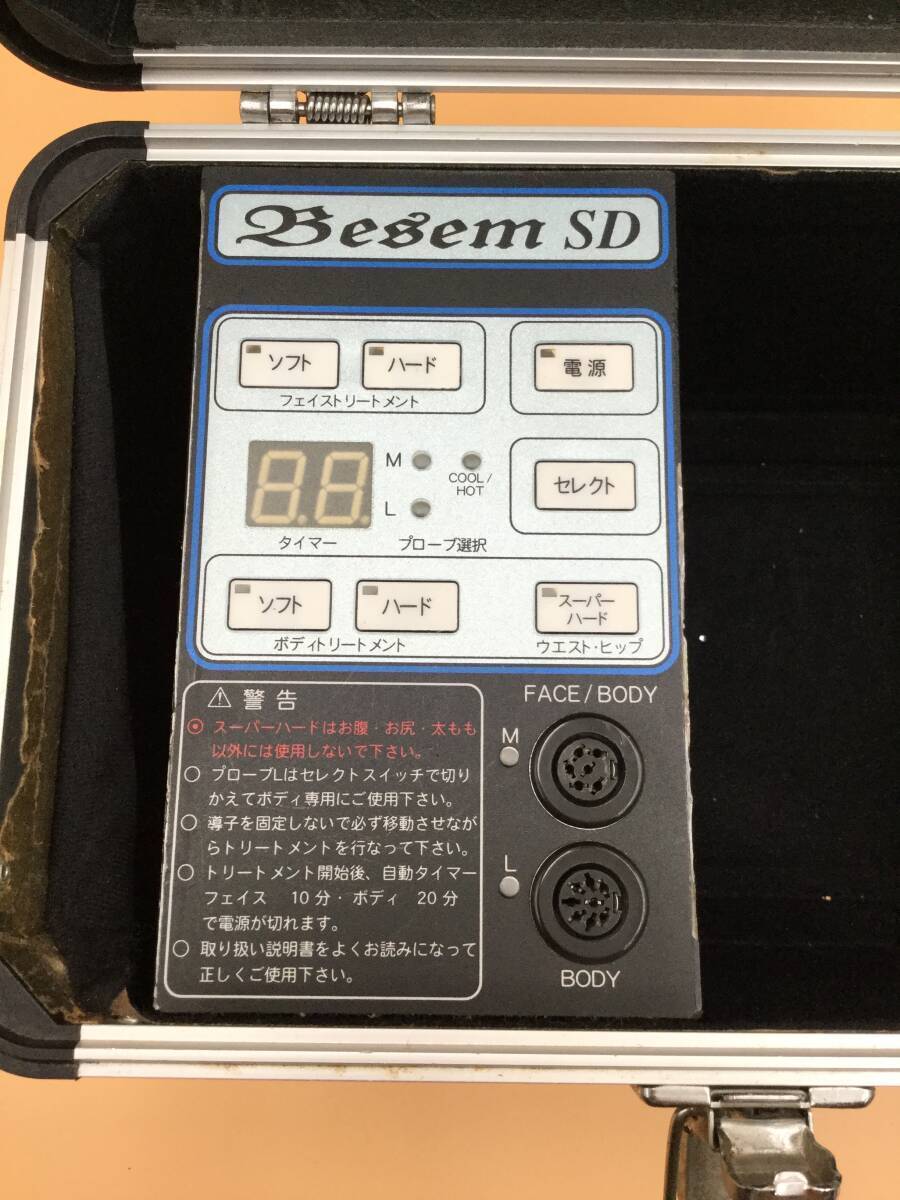 Besem SD
ソフト
ハード
フェイストリートメント
電源
8.8.
タイマー
M
L
COOL/
HOT
プローブ選択
セレクト
ソフト
ハード
ボディトリートメント
スーパー
ハード
ウエスト・ヒップ
⚠ 警告
◉ スーパーハードはお腹・お尻・太もも
以外には使用しないで下さい。
○ プローブLはセレクトスイッチで切り
かえてボディ専用にご使用下さい。
○ 導子を固定しないで必ず移動させなが
らトリートメントを行なって下さい。
○ トリートメント開始後、自動タイマー
フェイス 10分・ボディ 20分
で電源が切れます。
○ 取り扱い説明書をよくお読みになって
正しくご使用下さい。
FACE/BODY
M
L
BODY